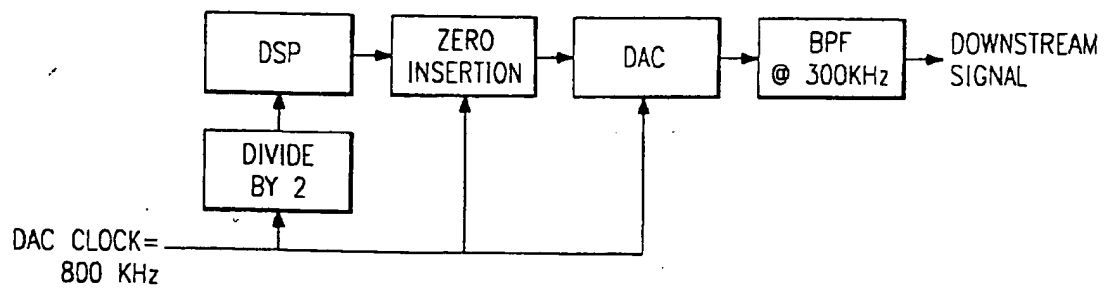 DSP
ZERO
INSERTION
DAC
BPF
@ 300KHz
DOWNSTREAM
SIGNAL
DIVIDE
BY 2
DAC CLOCK=
800 KHz